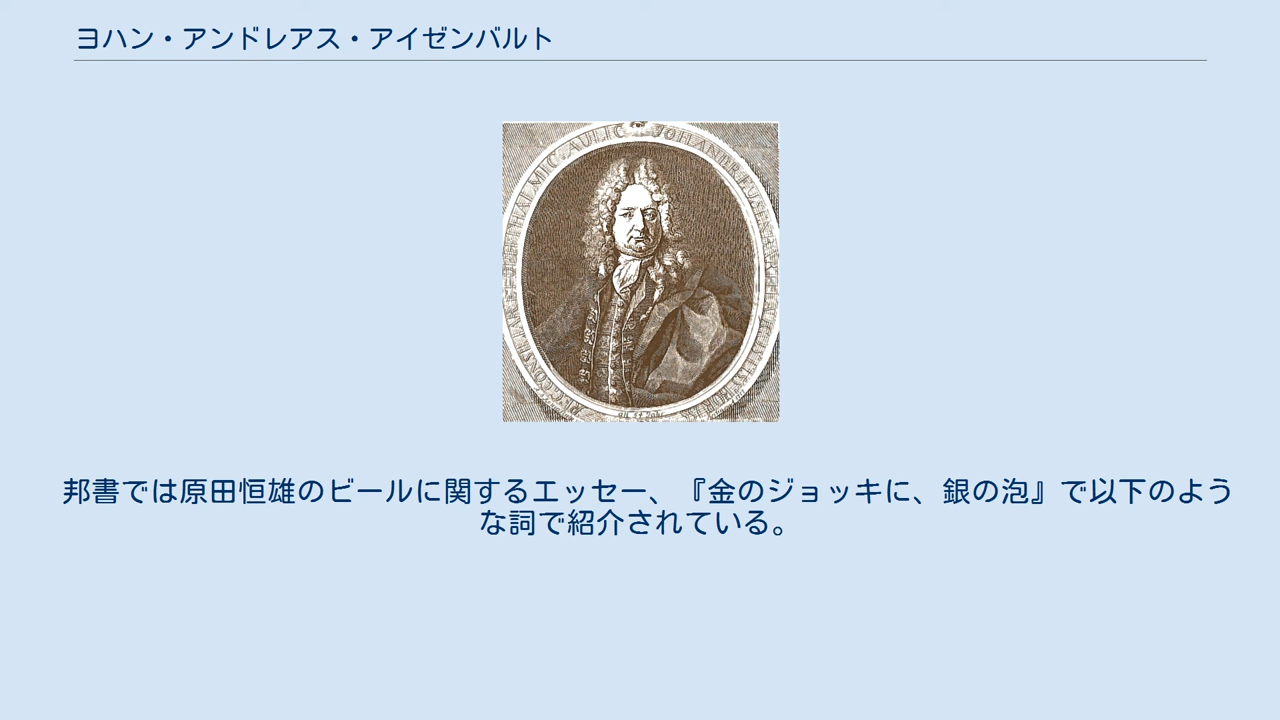 ヨハン・アンドレアス・アイゼンバルト
邦書では原田恒雄のビールに関するエッセー、『金のジョッキに、銀の泡』で以下のよう
な詞で紹介されている。